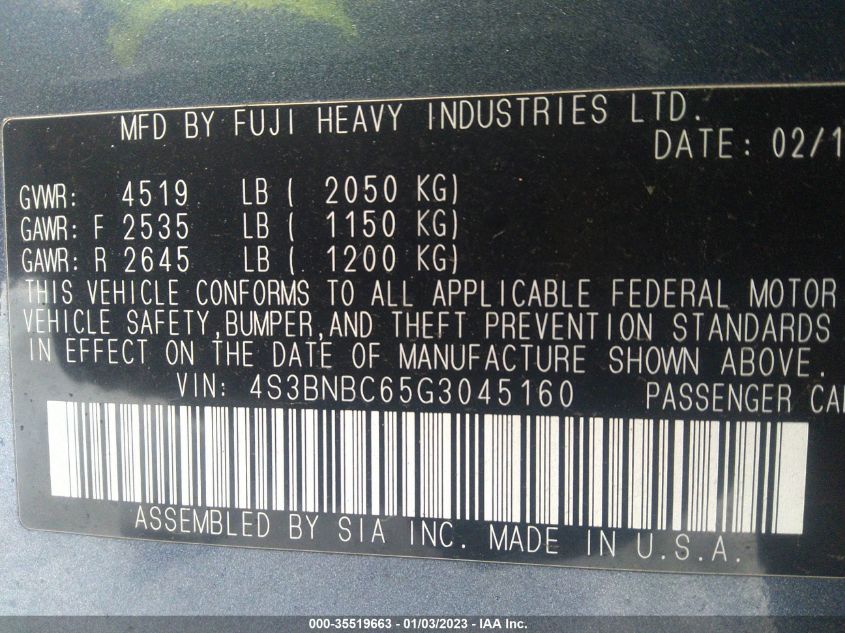 MFD BY FUJI HEAVY INDUSTRIES LTD.
DATE: 02/1
GVWR: 4519 LB ( 2050 KG)
GAWR: F 2535 LB ( 1150 KG)
GAWR: R 2645 LB ( 1200 KG)
THIS VEHICLE CONFORMS TO ALL APPLICABLE FEDERAL MOTOR
VEHICLE SAFETY,BUMPER,AND THEFT PREVENTION STANDARDS
IN EFFECT ON THE DATE OF MANUFACTURE SHOWN ABOVE.
VIN: 4S3BNBC65G3045160 PASSENGER CA
ASSEMBLED BY SIA INC. MADE IN U.S.A.
000-35519663 - 01/03/2023 - IAA Inc.